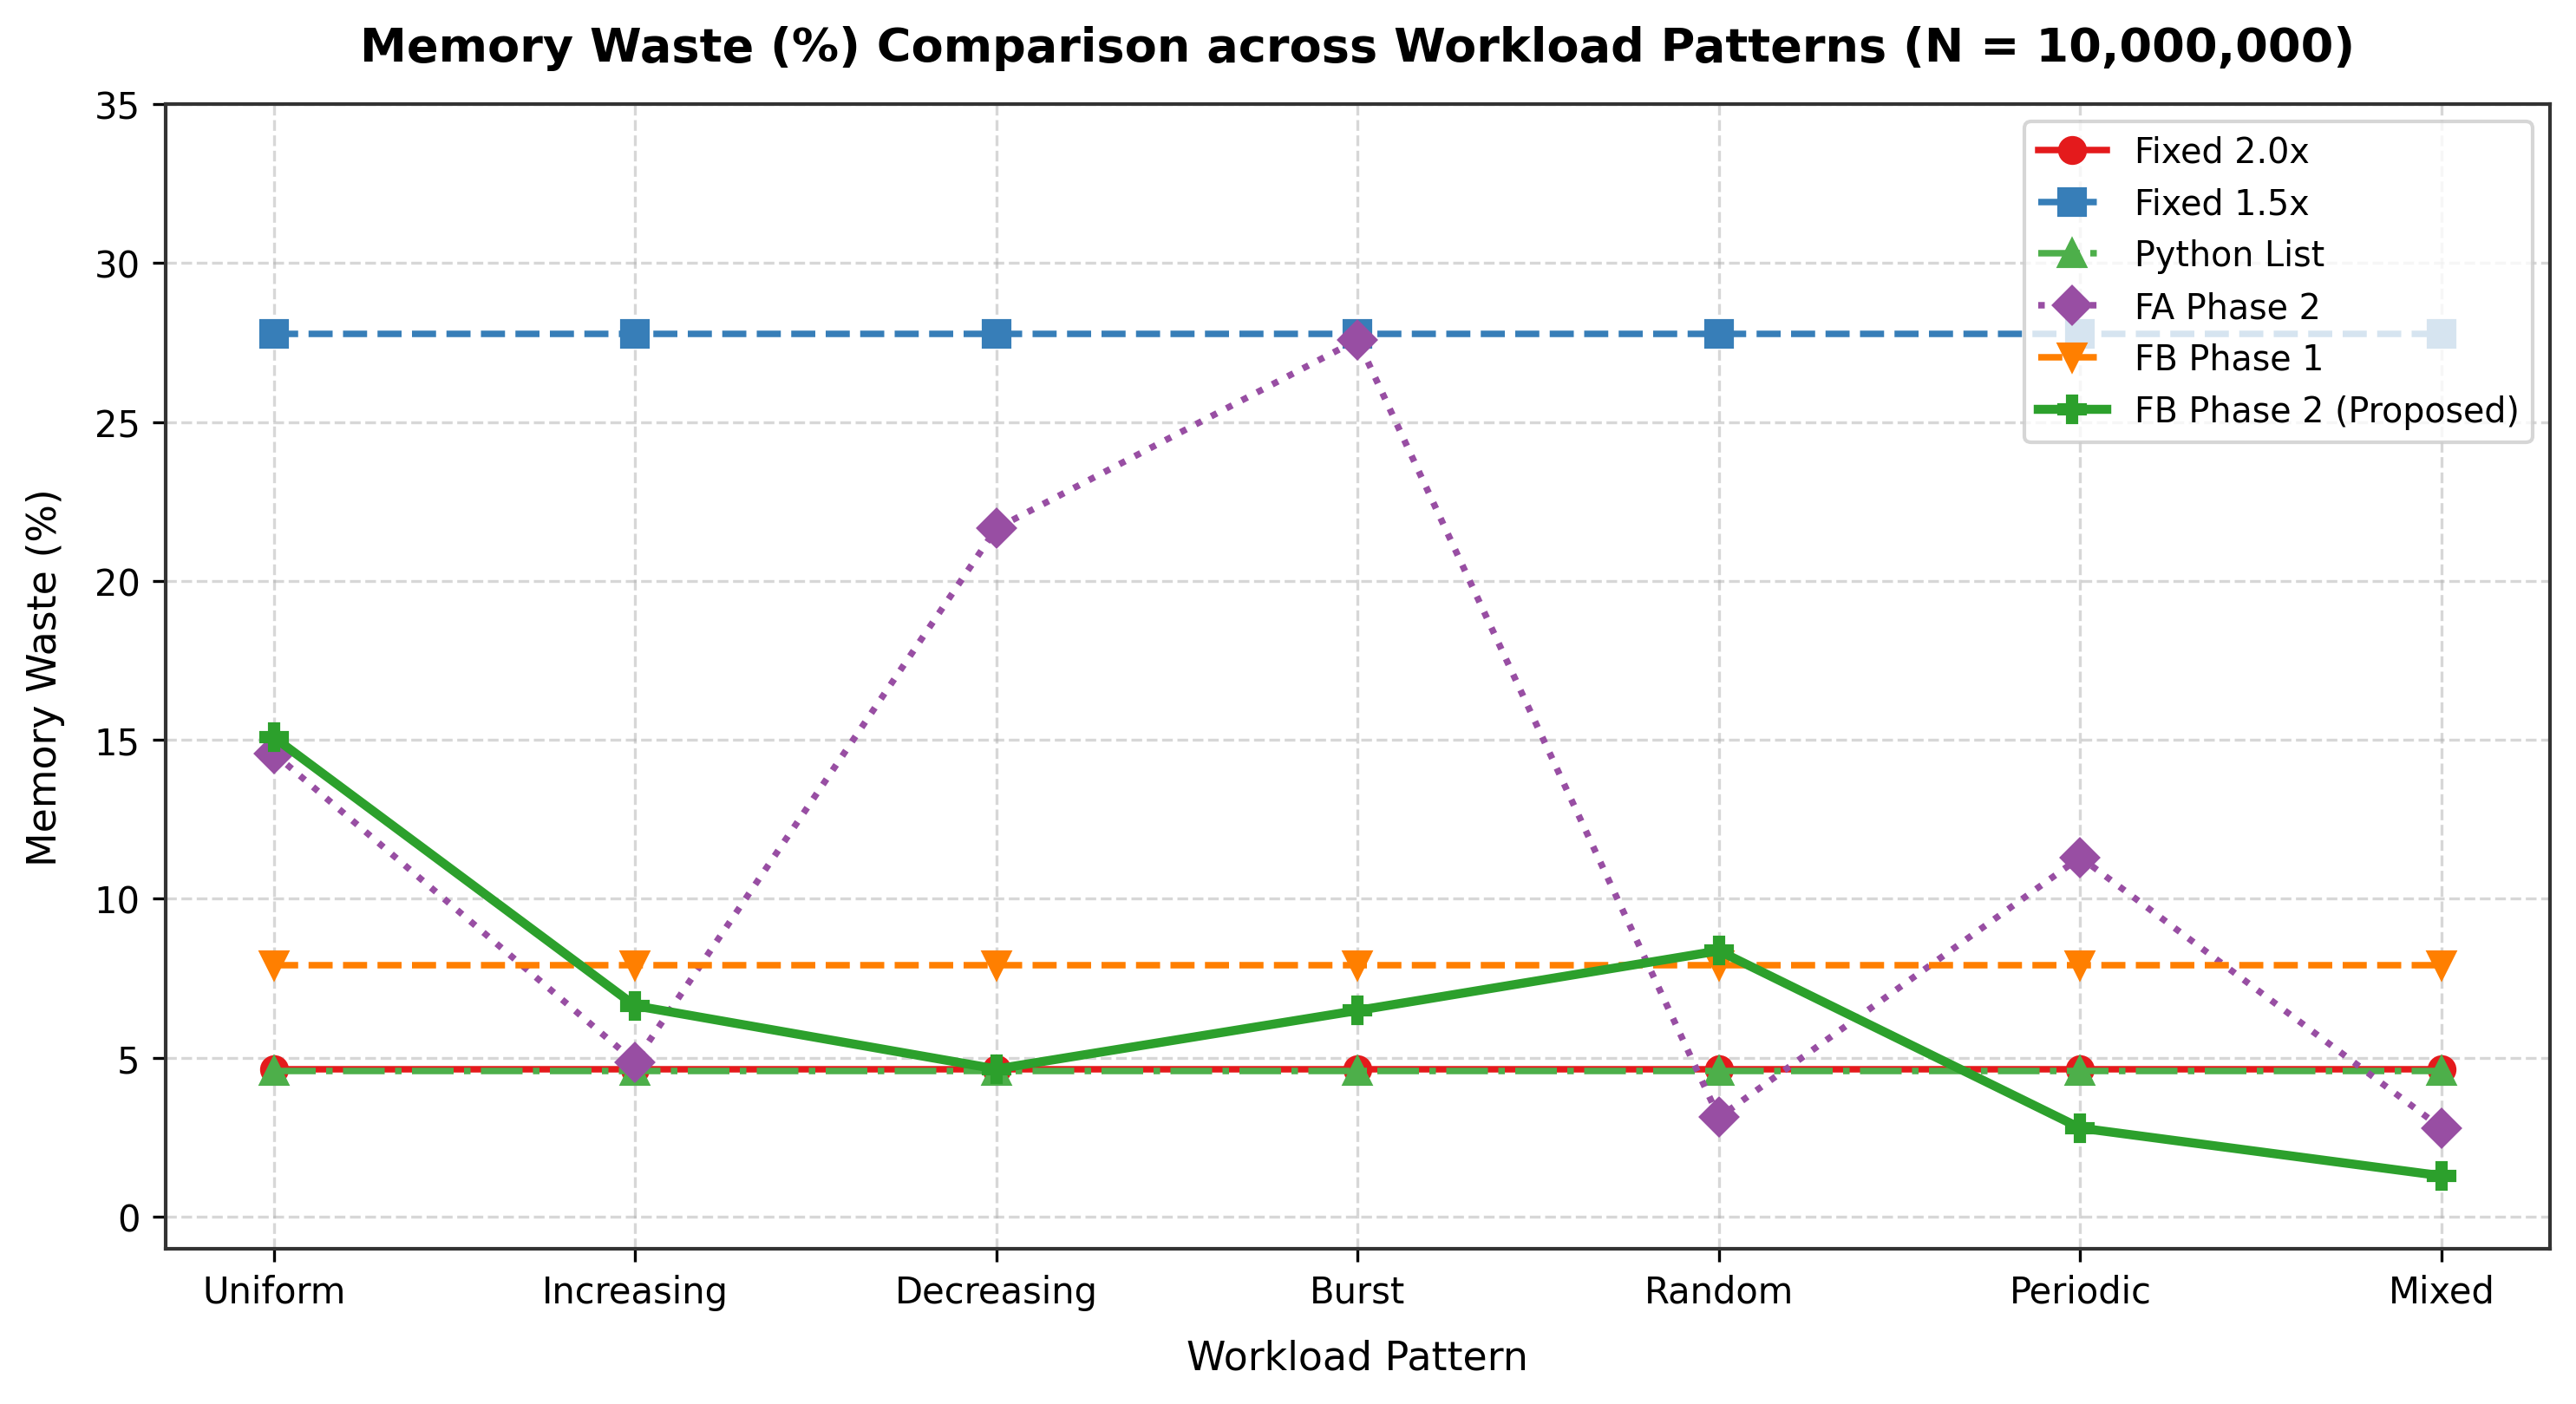 Memory Waste (%) Comparison across Workload Patterns (N = 10,000,000)
35
30
25
20
15
10
5
0
Memory Waste (%)
Fixed 2.0x
Fixed 1.5x
Python List
FA Phase 2
FB Phase 1
FB Phase 2 (Proposed)
Uniform Increasing Decreasing Burst Random Periodic Mixed
Workload Pattern